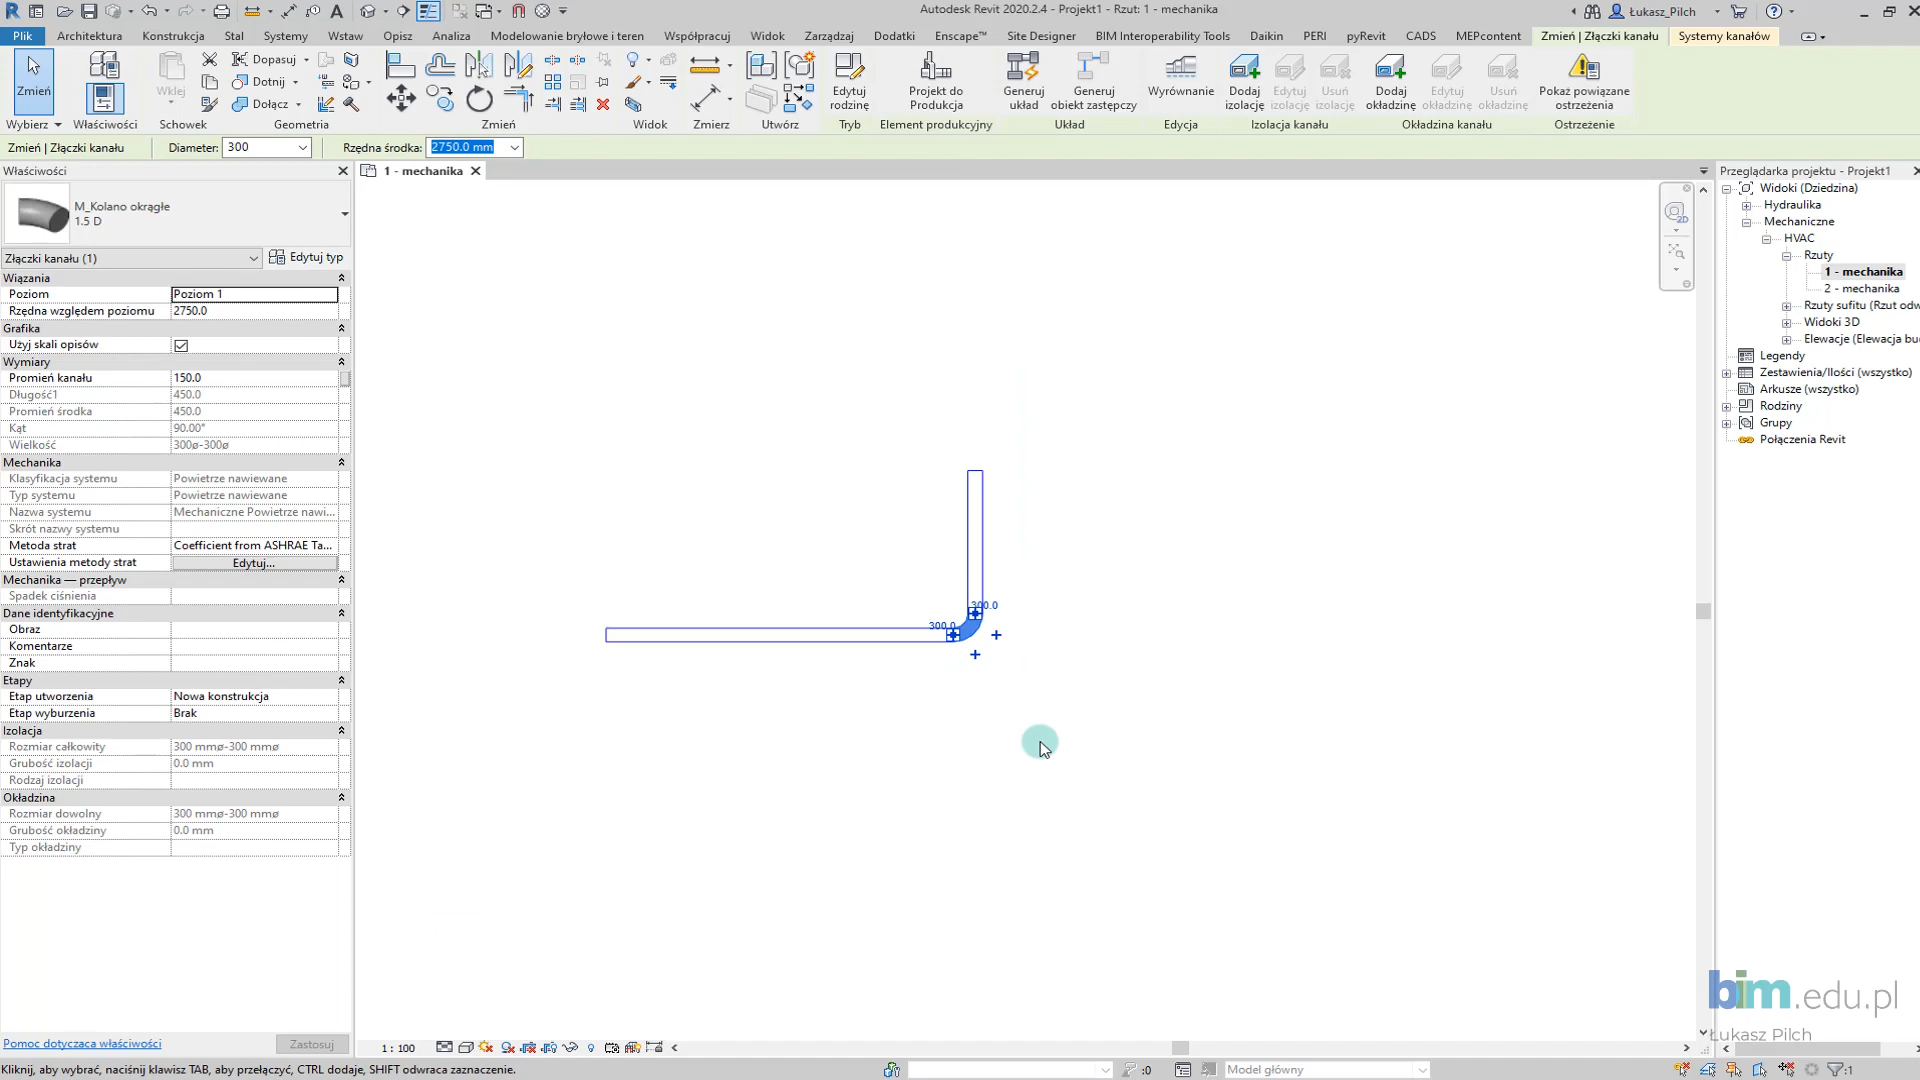 Autodesk Revit 2020.2.4 - Projekt1 - Rzut: 1 - mechanika
Łukasz_Pilch
Plik Architektura Konstrukcja Stal Systemy Wstaw Opisz Analiza Modelowanie bryłowe i teren Współpracuj Widok Zarządzaj Dodatki Enscape™ Site Designer BIM Interoperability Tools Daikin PERI pyRevit CADS MEPcontent Zmień | Złączki kanału Systemy kanałów
Zmień
Wklej
Dopasuj
Dotnij
Dołącz
Edytuj rodzinę
Projekt do Produkcja
Generuj układ
Generuj obiekt zastępczy
Wyrównanie
Dodaj izolację
Edytuj izolację
Usuń izolację
Dodaj okładzinę
Edytuj okładzinę
Usuń okładzinę
Pokaż powiązane ostrzeżenia
Wybierz Właściwości Schowek Geometria Zmień Widok Zmierz Utwórz Tryb Element produkcyjny Układ Edycja Izolacja kanału Okładzina kanału Ostrzeżenie
Zmień | Złączki kanału Diameter: 300 Rzędna środka: 2750.0 mm
Właściwości
M_Kolano okrągłe
1.5 D
Złączki kanału (1) Edytuj typ
Wiązania
Poziom Poziom 1
Rzędna względem poziomu 2750.0
Grafika
Użyj skali opisów
Wymiary
Promień kanału 150.0
Długość1 450.0
Promień środka 450.0
Kąt 90.00°
Wielkość 300ø-300ø
Mechanika
Klasyfikacja systemu Powietrze nawiewane
Typ systemu Powietrze nawiewane
Nazwa systemu Mechaniczne Powietrze nawi...
Skrót nazwy systemu
Metoda strat Coefficient from ASHRAE Ta...
Ustawienia metody strat Edytuj...
Mechanika — przepływ
Spadek ciśnienia
Dane identyfikacyjne
Obraz
Komentarze
Znak
Etapy
Etap utworzenia Nowa konstrukcja
Etap wyburzenia Brak
Izolacja
Rozmiar całkowity 300 mmø-300 mmø
Grubość izolacji 0.0 mm
Rodzaj izolacji
Okładzina
Rozmiar dowolny 300 mmø-300 mmø
Grubość okładziny 0.0 mm
Typ okładziny
Pomoc dotycząca właściwości Zastosuj
1 - mechanika
300.0
300.0
2D
1 : 100
Przeglądarka projektu - Projekt1
Widoki (Dziedzina)
Hydraulika
Mechaniczne
HVAC
Rzuty
1 - mechanika
2 - mechanika
Rzuty sufitu (Rzut odw
Widoki 3D
Elewacje (Elewacja bu
Legendy
Zestawienia/Ilości (wszystko)
Arkusze (wszystko)
Rodziny
Grupy
Połączenia Revit
bim.edu.pl
Łukasz Pilch
Kliknij, aby wybrać, naciśnij klawisz TAB, aby przełączyć, CTRL dodaje, SHIFT odwraca zaznaczenie.
:0
Model główny
:1